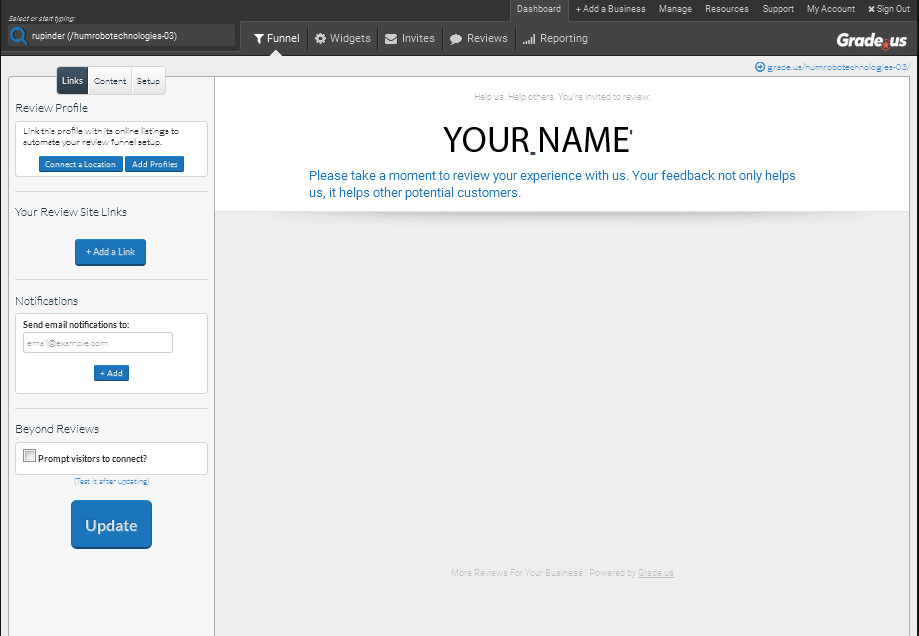 Dashboard + Add a Business Manage Resources Support My Account ✖ Sign Out
Select or start typing:
rupinder (/humrobotechnologies-03)
Funnel Widgets Invites Reviews Reporting
Grade.us
grade.us/humrobotechnologies-03/
Links Content Setup
Review Profile
Link this profile with its online listings to
automate your review funnel setup.
Connect a Location Add Profiles
Your Review Site Links
+ Add a Link
Notifications
Send email notifications to:
email@example.com
+ Add
Beyond Reviews
Prompt visitors to connect?
(Test it after updating)
Update
Help us. Help others. You're invited to review:
YOUR NAME
Please take a moment to review your experience with us. Your feedback not only helps
us, it helps other potential customers.
More Reviews For Your Business | Powered by Grade.us